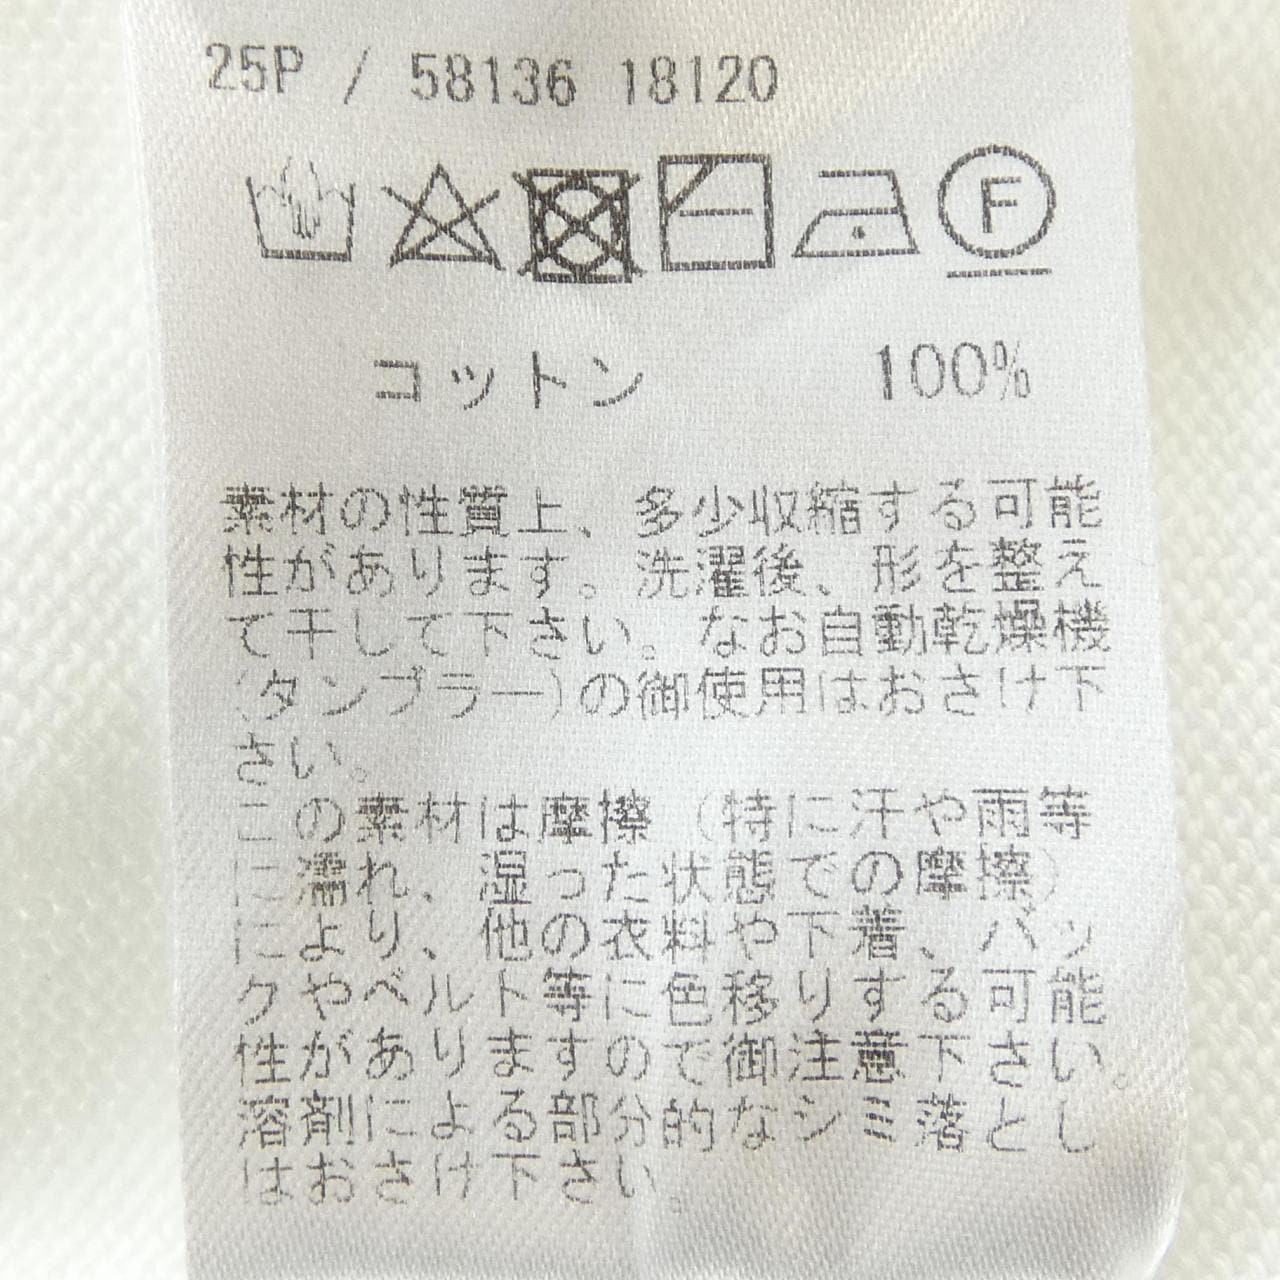 25P / 58136 18120
F
コットン 100%
素材の性質上、多少収縮する可能
性があります。洗濯後、形を整え
て干して下さい。なお自動乾燥機
(タンブラー)の御使用はおさけ下
さい。
この素材は摩擦（特に汗や雨等
に濡れ、湿った状態での摩擦）
により、他の衣料や下着、バッ
クやベルト等に色移りする可能
性がありますので御注意下さい。
溶剤による部分的なシミ落とし
はおさけ下さい。